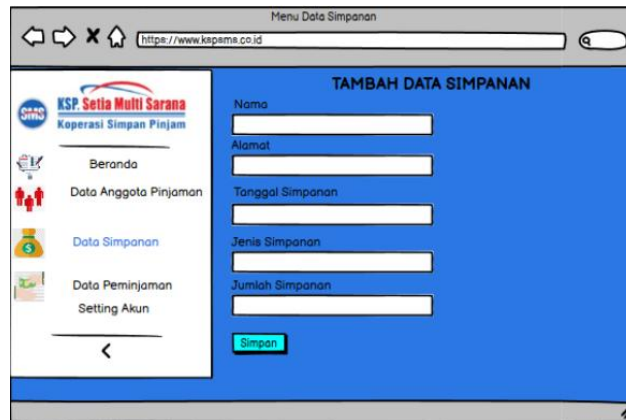 Menu Data Simpanan
https://www.kspsms.co.id
SMS
KSP. Setia Multi Sarana
Koperasi Simpan Pinjam
Beranda
Data Anggota Pinjaman
Data Simpanan
Data Peminjaman
Setting Akun
TAMBAH DATA SIMPANAN
Nama
Alamat
Tanggal Simpanan
Jenis Simpanan
Jumlah Simpanan
Simpan